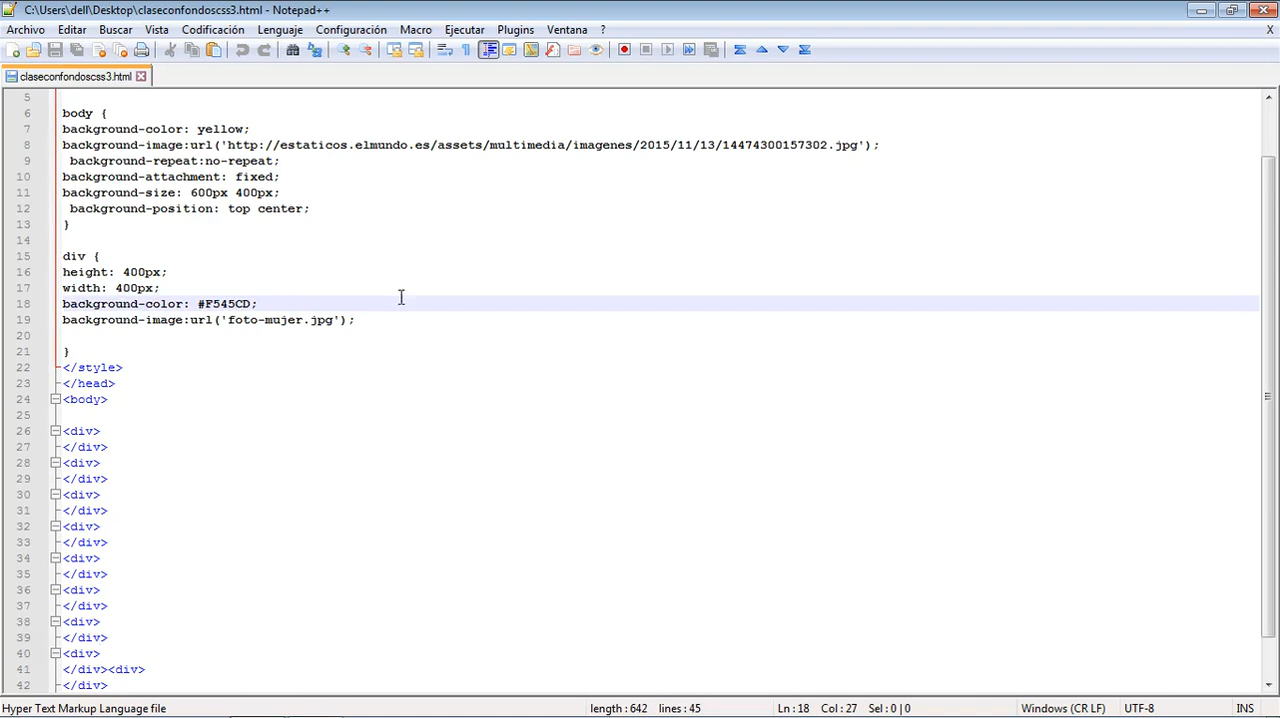 C:\Users\dell\Desktop\claseconfondoscss3.html - Notepad++
Archivo Editar Buscar Vista Codificación Lenguaje Configuración Macro Ejecutar Plugins Ventana ? X
claseconfondoscss3.html
5
6 body {
7 background-color: yellow;
8 background-image:url('http://estaticos.elmundo.es/assets/multimedia/imagenes/2015/11/13/14474300157302.jpg');
9 background-repeat:no-repeat;
10 background-attachment: fixed;
11 background-size: 600px 400px;
12 background-position: top center;
13 }
14
15 div {
16 height: 400px;
17 width: 400px;
18 background-color: #F545CD;
19 background-image:url('foto-mujer.jpg');
20
21 }
22 </style>
23 </head>
24 <body>
25
26 <div>
27 </div>
28 <div>
29 </div>
30 <div>
31 </div>
32 <div>
33 </div>
34 <div>
35 </div>
36 <div>
37 </div>
38 <div>
39 </div>
40 <div>
41 </div><div>
42 </div>
Hyper Text Markup Language file length : 642 lines : 45 Ln : 18 Col : 27 Sel : 0 | 0 Windows (CR LF) UTF-8 INS